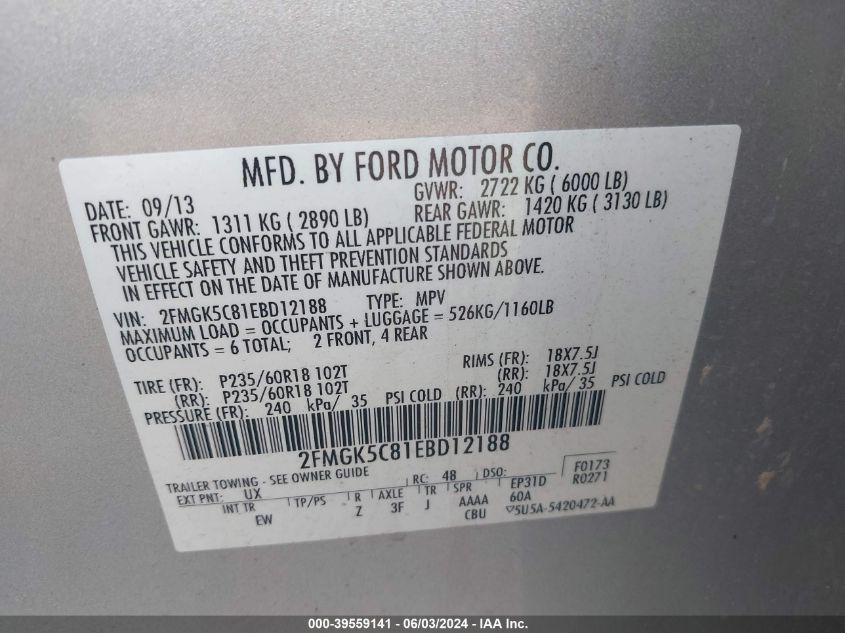 MFD. BY FORD MOTOR CO.
DATE: 09/13 GVWR: 2722 KG ( 6000 LB)
FRONT GAWR: 1311 KG ( 2890 LB) REAR GAWR: 1420 KG ( 3130 LB)
THIS VEHICLE CONFORMS TO ALL APPLICABLE FEDERAL MOTOR
VEHICLE SAFETY AND THEFT PREVENTION STANDARDS
IN EFFECT ON THE DATE OF MANUFACTURE SHOWN ABOVE.
VIN: 2FMGK5C81EBD12188 TYPE: MPV
MAXIMUM LOAD = OCCUPANTS + LUGGAGE = 526KG/1160LB
OCCUPANTS = 6 TOTAL; 2 FRONT, 4 REAR
TIRE (FR): P235/60R18 102T RIMS (FR): 18X7.5J
(RR): P235/60R18 102T (RR): 18X7.5J
PRESSURE (FR): 240 kPa/ 35 PSI COLD (RR): 240 kPa/ 35 PSI COLD
2FMGK5C81EBD12188
TRAILER TOWING - SEE OWNER GUIDE
EXT PNT: UX RC: 48 DSO: F0173
INT TR TP/PS R AXLE TR SPR EP31D R0271
EW Z 3F J AAAA 60A
CBU ▽5U5A-5420472-AA
000-39559141 - 06/03/2024 - IAA Inc.